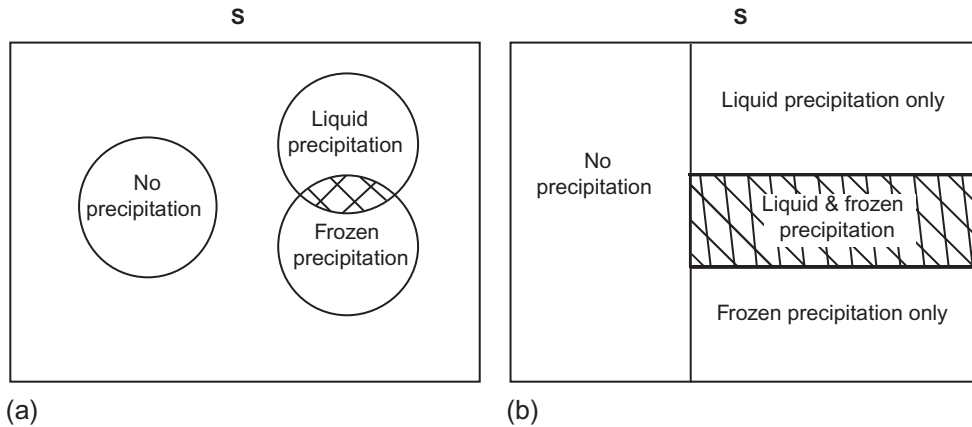 S
No
precipitation
Liquid
precipitation
Frozen
precipitation
(a)
S
No
precipitation
Liquid precipitation only
Liquid & frozen
precipitation
Frozen precipitation only
(b)